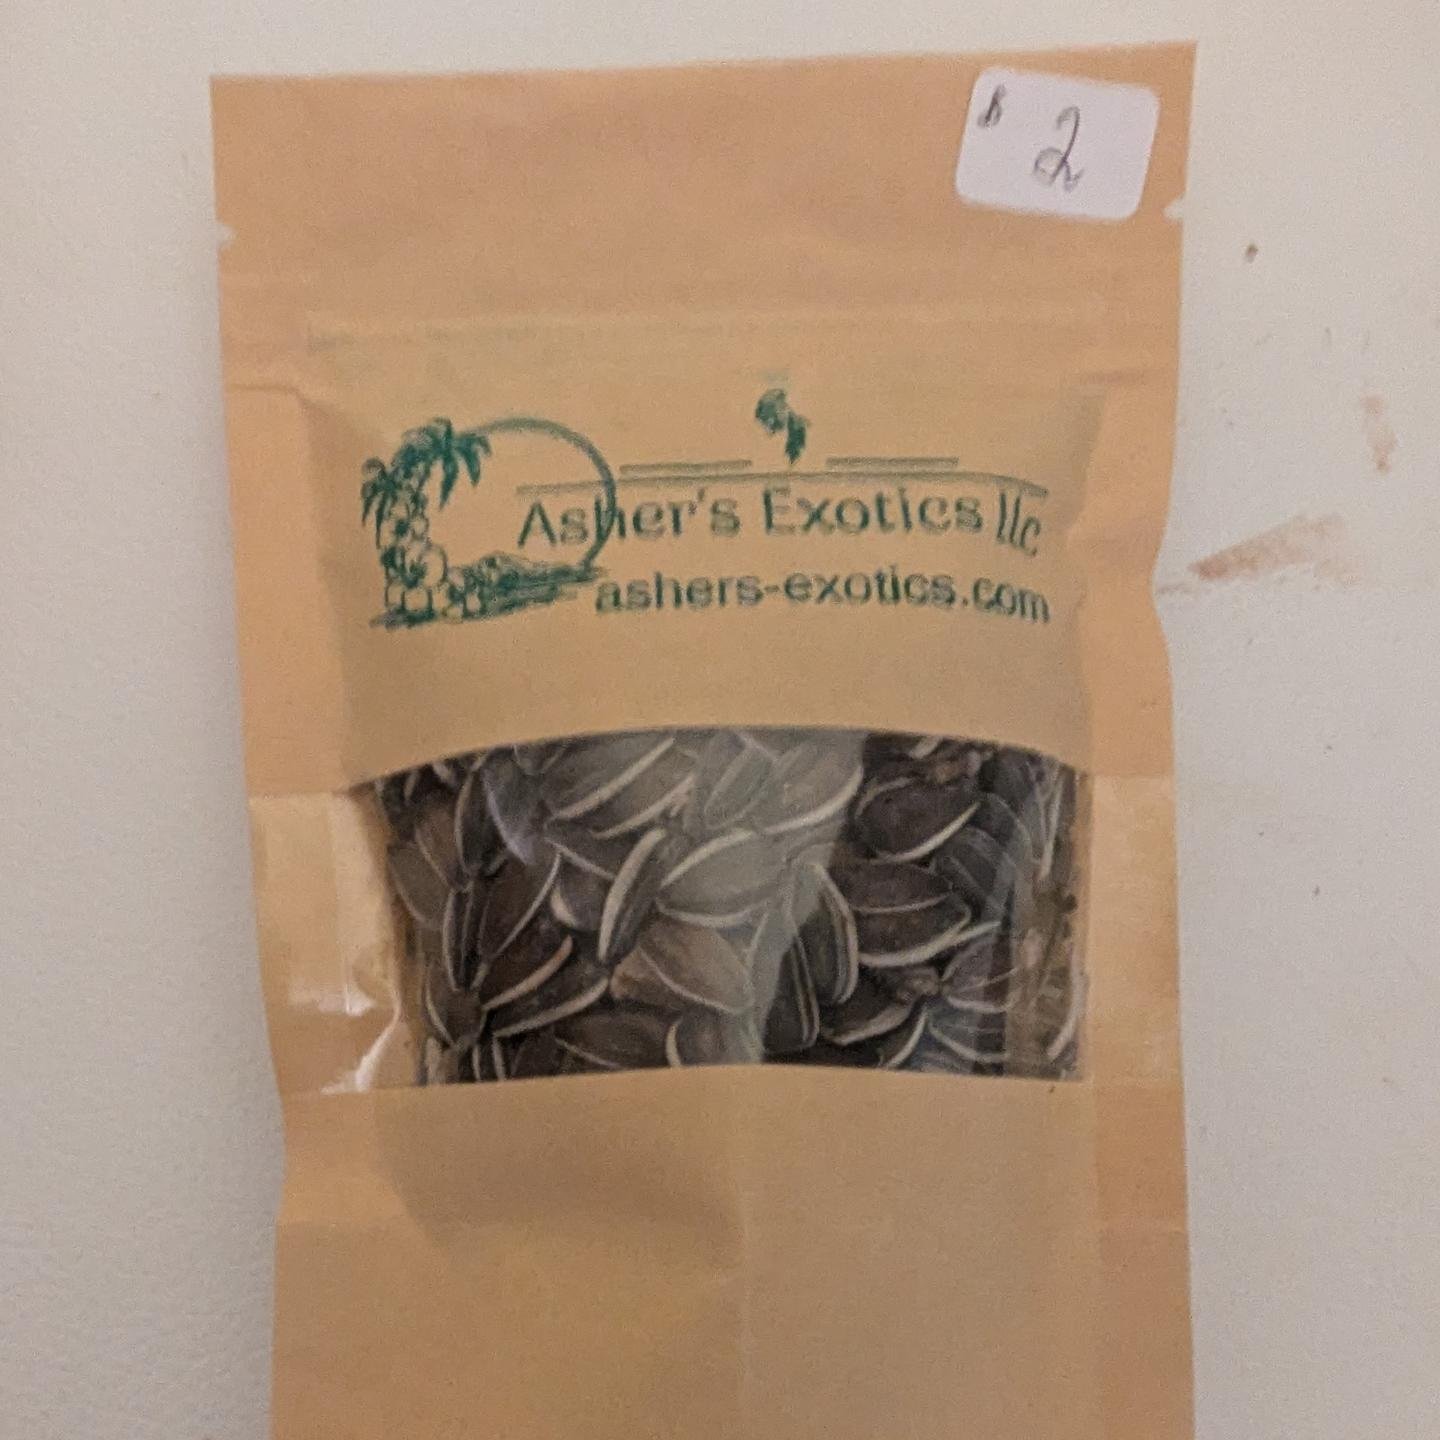 $ 2
Asher's Exotics llc
ashers-exotics.com